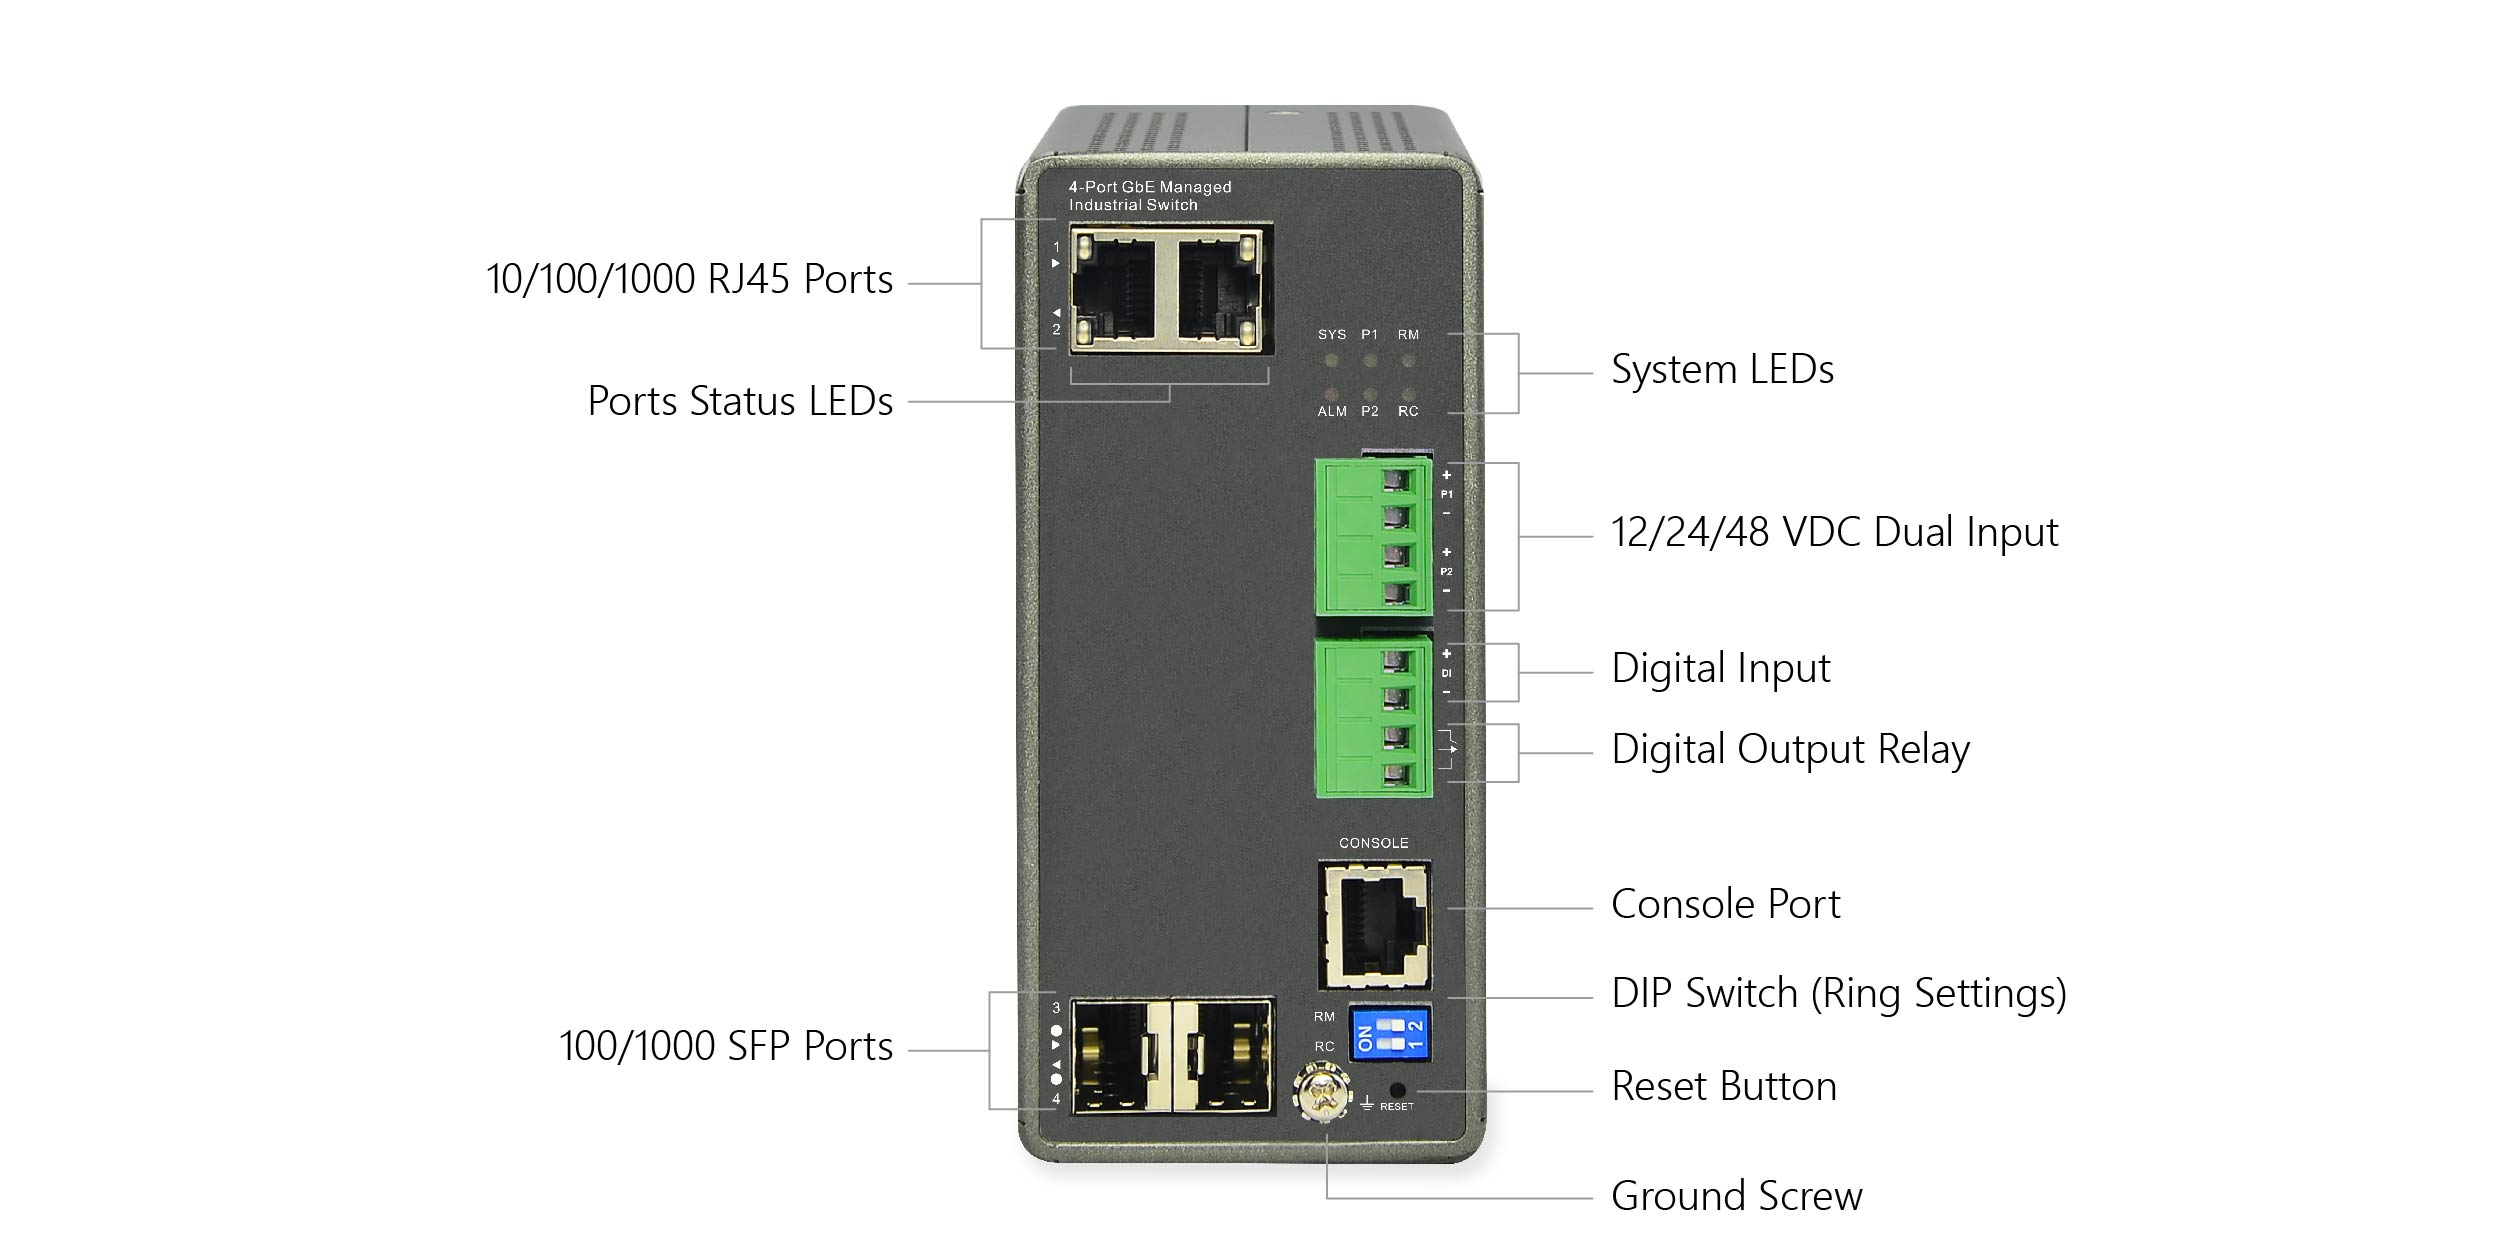 4-Port GbE Managed
Industrial Switch
1
2
10/100/1000 RJ45 Ports
Ports Status LEDs
SYS P1 RM
ALM P2 RC
System LEDs
+
P1
-
+
P2
-
12/24/48 VDC Dual Input
+
DI
-
Digital Input
Digital Output Relay
CONSOLE
Console Port
3
4
100/1000 SFP Ports
RM
RC
ON
1 2
DIP Switch (Ring Settings)
RESET
Reset Button
Ground Screw